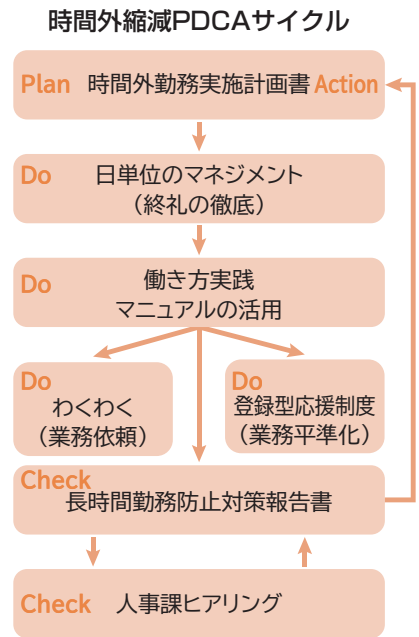 時間外縮減PDCAサイクル
Plan 時間外勤務実施計画書 Action
Do 日単位のマネジメント
（終礼の徹底）
Do 働き方実践
マニュアルの活用
Do
わくわく
（業務依頼）
Do
登録型応援制度
（業務平準化）
Check
長時間勤務防止対策報告書
Check 人事課ヒアリング